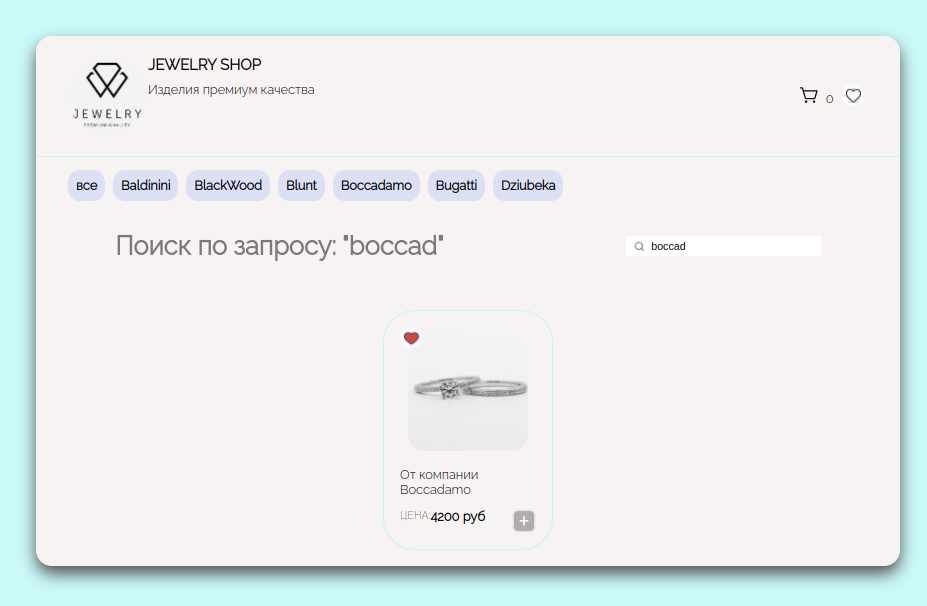 JEWELRY SHOP
Изделия премиум качества
JEWELRY
PREMIUM QUALITY
0
все
Baldinini
BlackWood
Blunt
Boccadamo
Bugatti
Dziubeka
Поиск по запросу: "boccad"
boccad
От компании
Boccadamo
ЦЕНА:4200 руб